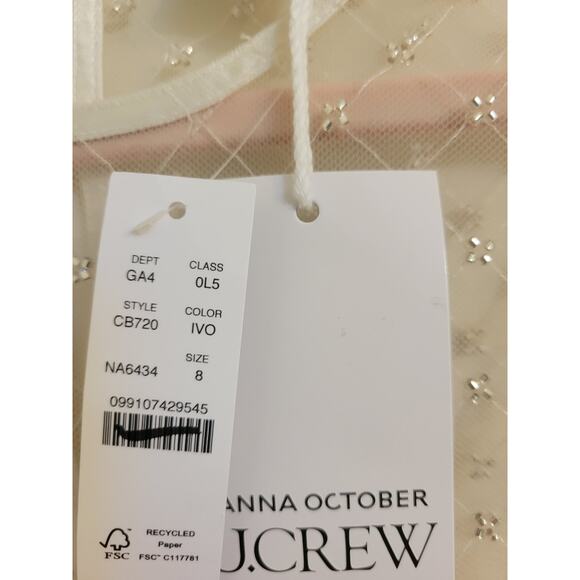 DEPT CLASS
GA4 0L5
STYLE COLOR
CB720 IVO
SIZE
NA6434 8
099107429545
RECYCLED
Paper
FSC FSC™ C117781
ANNA OCTOBER
J.CREW